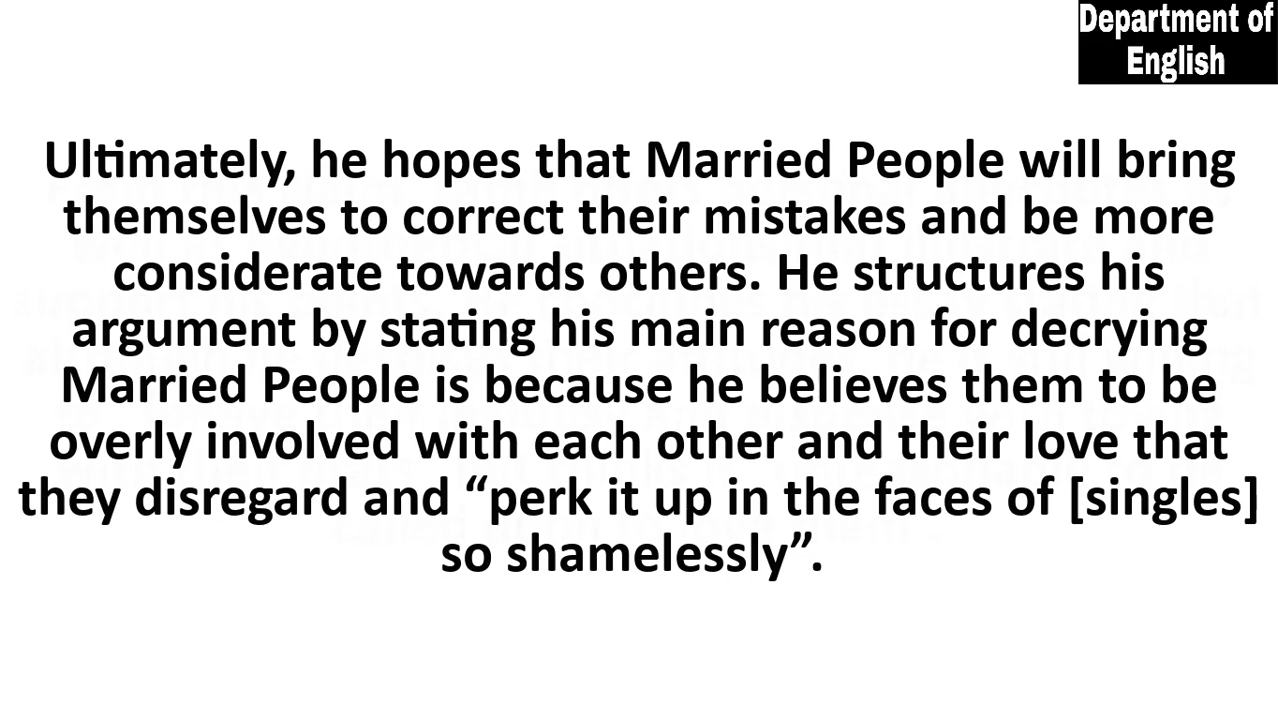 Department of
English
Ultimately, he hopes that Married People will bring
themselves to correct their mistakes and be more
considerate towards others. He structures his
argument by stating his main reason for decrying
Married People is because he believes them to be
overly involved with each other and their love that
they disregard and “perk it up in the faces of [singles]
so shamelessly”.